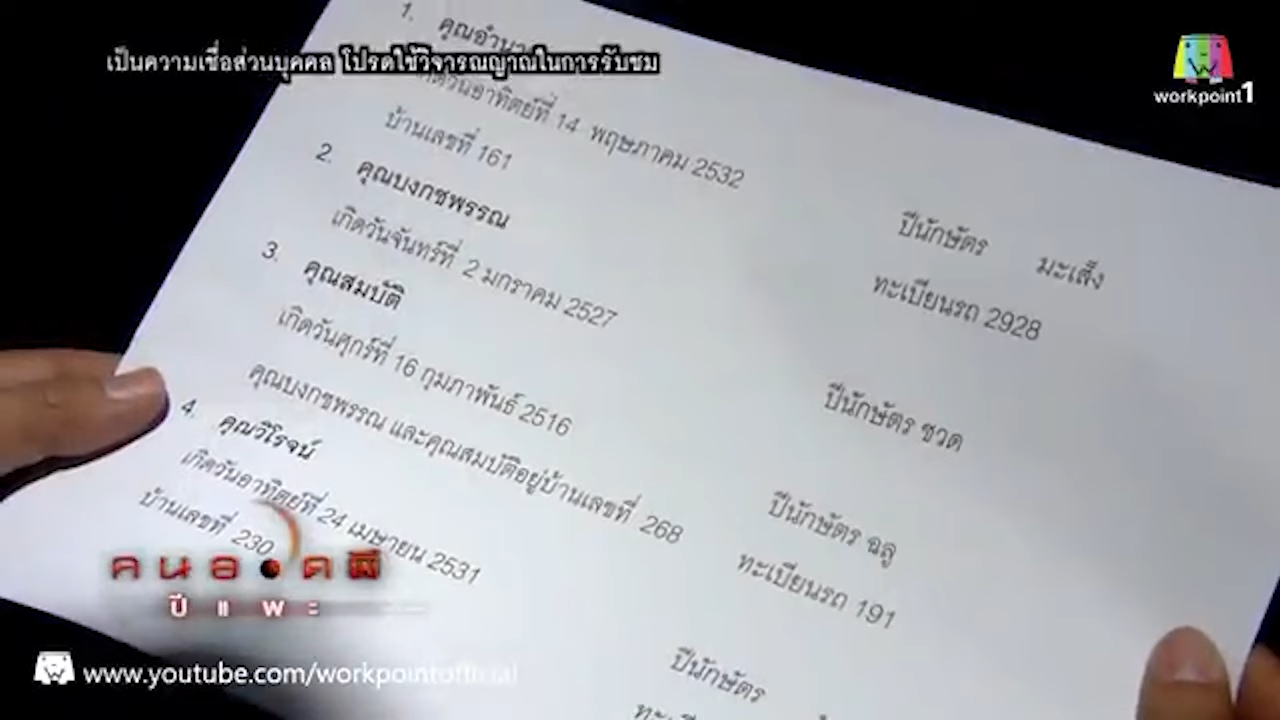 เป็นความเชื่อส่วนบุคคล โปรดใช้วิจารณญาณในการรับชม
workpoint1
1. 
วันอาทิตย์ที่ 14 พฤษภาคม 2532 ปีนักษัตร มะเส็ง
บ้านเลขที่ 161 ทะเบียนรถ 2928
2. คุณบงกชพรรณ
เกิดวันจันทร์ที่ 2 มกราคม 2527 ปีนักษัตร ชวด
3. คุณสมบัติ
เกิดวันศุกร์ที่ 16 กุมภาพันธ์ 2516 ปีนักษัตร ฉลู
คุณบงกชพรรณ และคุณสมบัติอยู่บ้านเลขที่ 268 ทะเบียนรถ 191
4. คุณวิโรจน์
เกิดวันอาทิตย์ที่ 24 เมษายน 2531 ปีนักษัตร
บ้านเลขที่ 230
คนอวดผี
ปีแพะ
www.youtube.com/workpointofficial